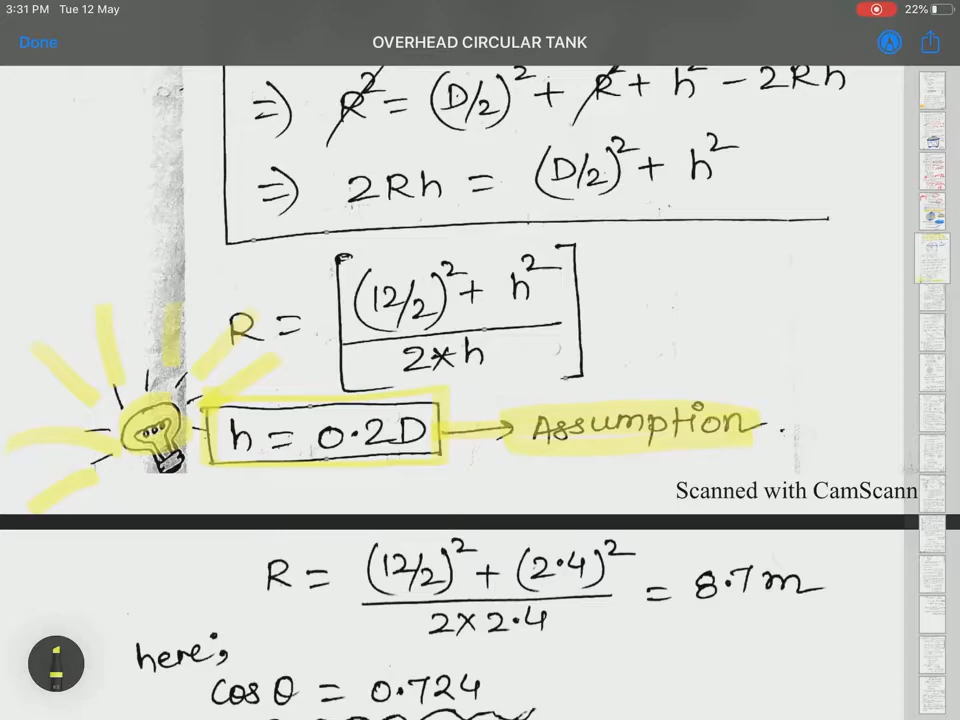 3:31 PM Tue 12 May
22%
Done
OVERHEAD CIRCULAR TANK
=) R² = (D/2)² + R² + h² - 2Rh
=) 2Rh = (D/2)² + h²
R = [(12/2)² + h² / 2*h]
h = 0.2D → Assumption.
Scanned with CamScann
R = (12/2)² + (2.4)² / 2×2.4 = 8.7m
here;
cos θ = 0.724